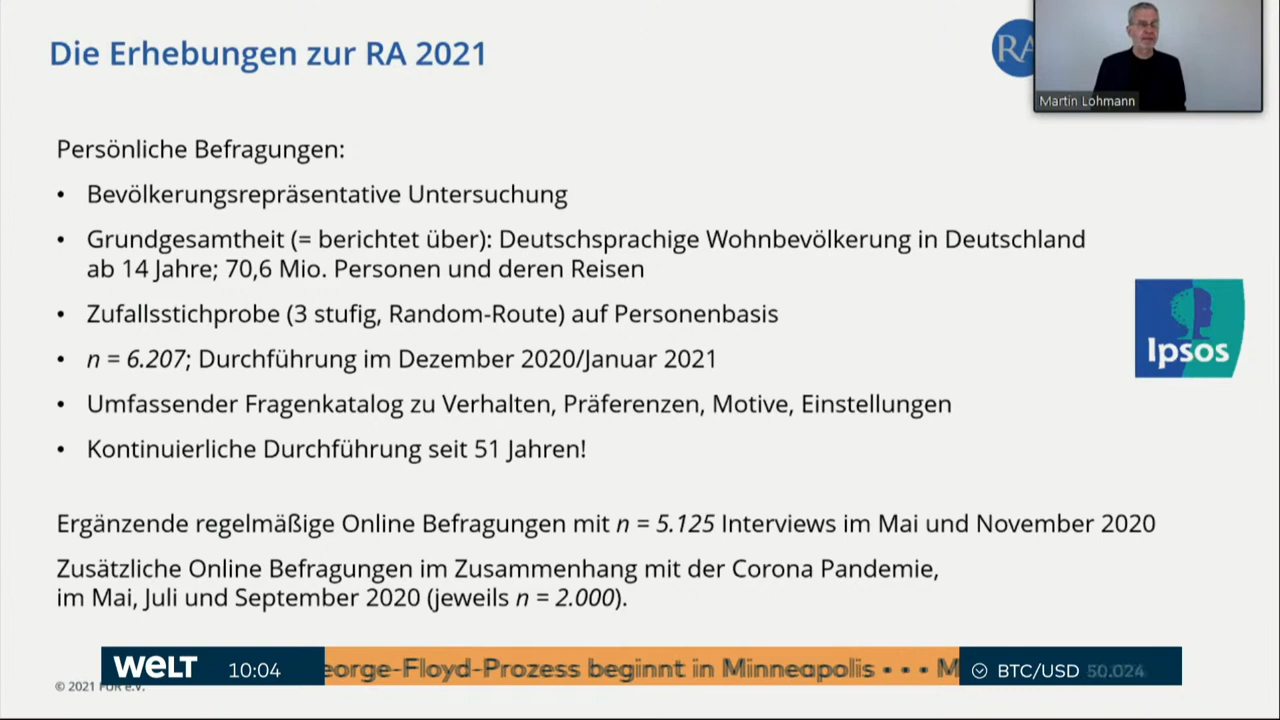 Die Erhebungen zur RA 2021
RA
Martin Lohmann
Persönliche Befragungen:
• Bevölkerungsrepräsentative Untersuchung
• Grundgesamtheit (= berichtet über): Deutschsprachige Wohnbevölkerung in Deutschland
ab 14 Jahre; 70,6 Mio. Personen und deren Reisen
• Zufallsstichprobe (3 stufig, Random-Route) auf Personenbasis
• n = 6.207; Durchführung im Dezember 2020/Januar 2021
• Umfassender Fragenkatalog zu Verhalten, Präferenzen, Motive, Einstellungen
• Kontinuierliche Durchführung seit 51 Jahren!
Ipsos
Ergänzende regelmäßige Online Befragungen mit n = 5.125 Interviews im Mai und November 2020
Zusätzliche Online Befragungen im Zusammenhang mit der Corona Pandemie,
im Mai, Juli und September 2020 (jeweils n = 2.000).
WELT 10:04 eorge-Floyd-Prozess beginnt in Minneapolis • • • M BTC/USD 50.024
© 2021 FUR e.V.